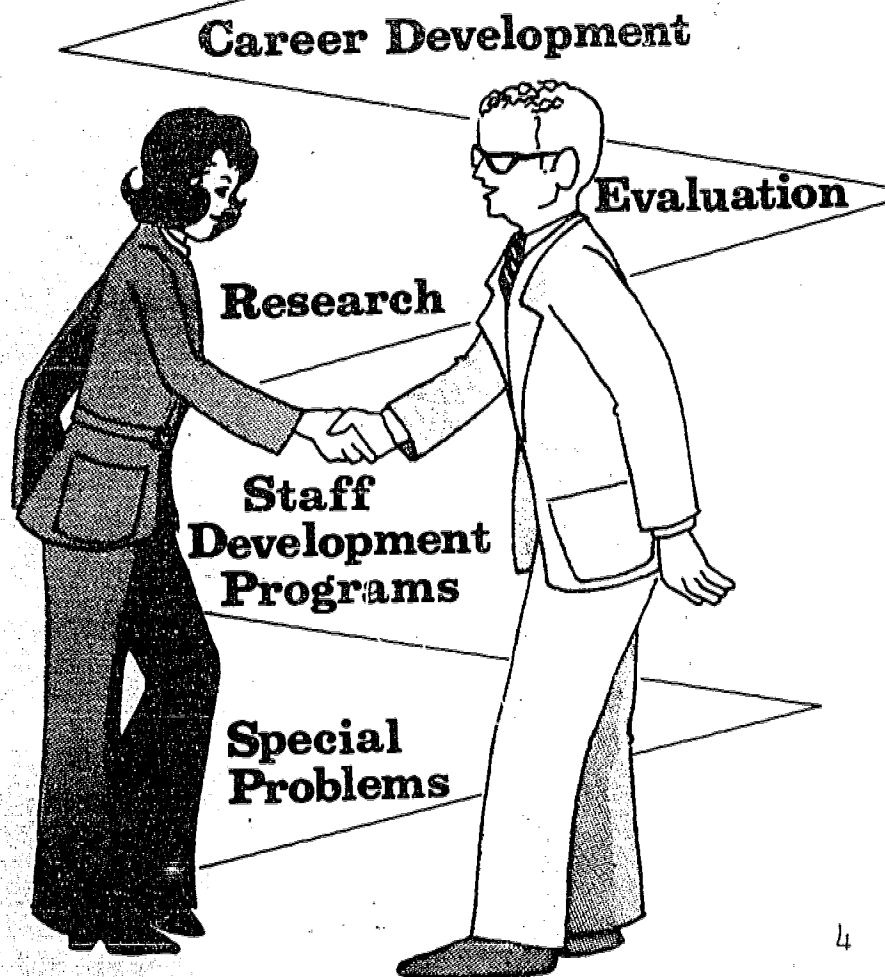 Career Development
Evaluation
Research
Staff
Development
Programs
Special
Problems
4